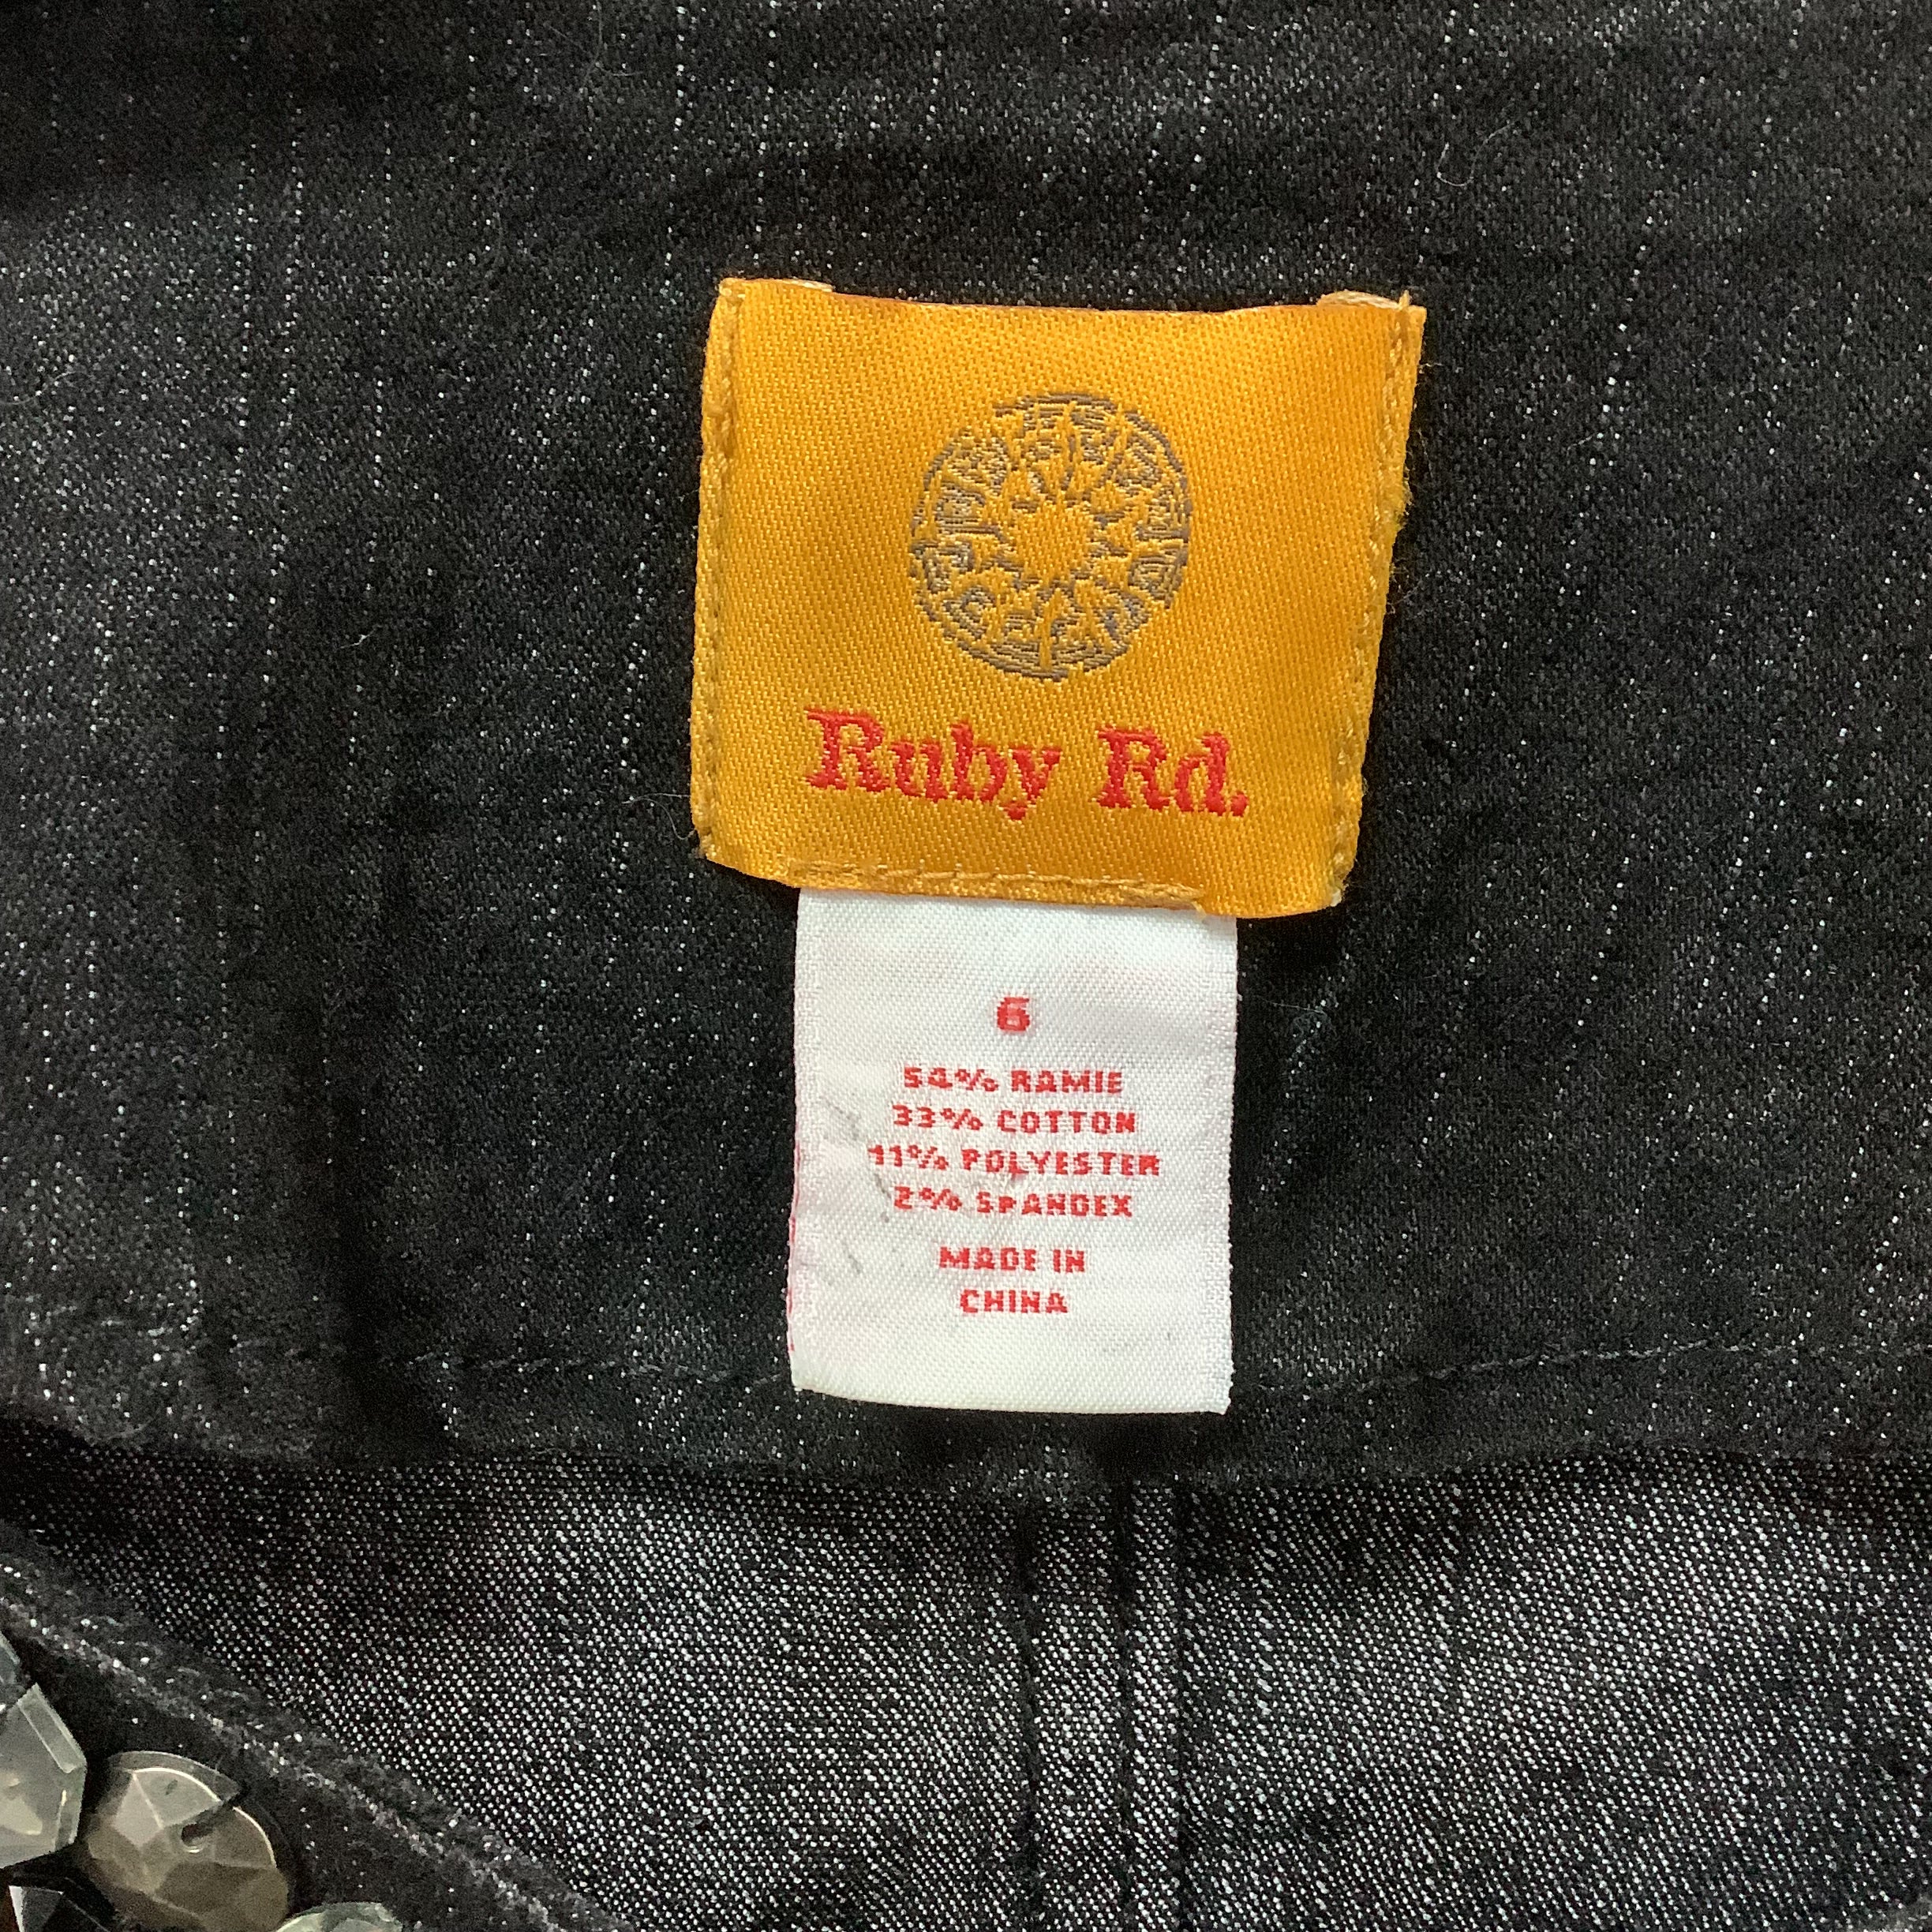 Ruby Rd.
6
54% RAMIE
33% COTTON
11% POLYESTER
2% SPANDEX
MADE IN
CHINA